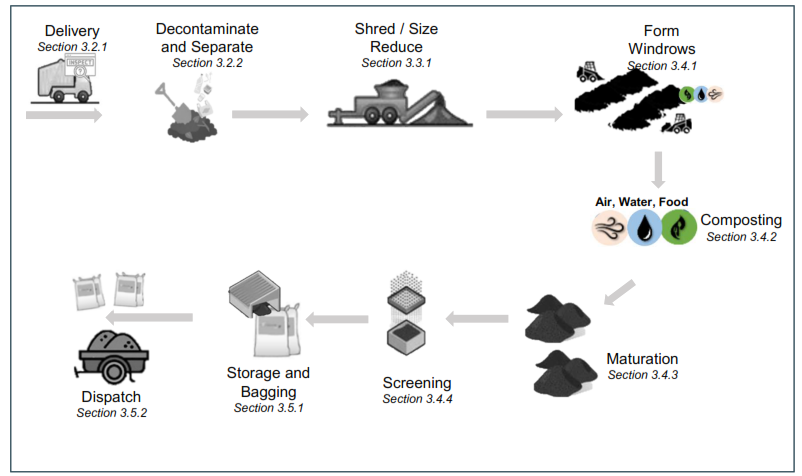 Delivery
Section 3.2.1
INSPECT
Decontaminate
and Separate
Section 3.2.2
Shred / Size
Reduce
Section 3.3.1
Form
Windrows
Section 3.4.1
Air, Water, Food
Composting
Section 3.4.2
Maturation
Section 3.4.3
Screening
Section 3.4.4
Storage and
Bagging
Section 3.5.1
Dispatch
Section 3.5.2